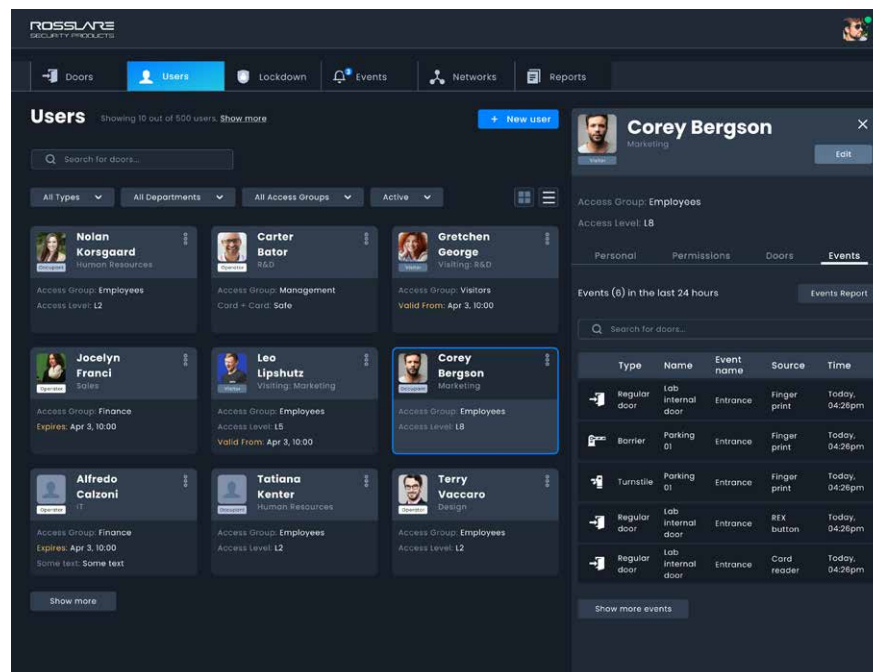 ROSSLARE
SECURITY PRODUCTS
Doors
Users
Lockdown
3
Events
Networks
Reports
Users
Showing 10 out of 500 users. Show more
+ New user
Search for doors...
All Types
All Departments
All Access Groups
Active
Nolan
Korsgaard
Human Resources
Occupant
Access Group: Employees
Access Level: L2
Carter
Bator
R&D
Operator
Access Group: Management
Card + Card: Safe
Gretchen
George
Visiting: R&D
Visitor
Access Group: Visitors
Valid From: Apr 3, 10:00
Jocelyn
Franci
Sales
Operator
Access Group: Finance
Expires: Apr 3, 10:00
Leo
Lipshutz
Visiting: Marketing
Visitor
Access Group: Employees
Access Level: L5
Valid From: Apr 3, 10:00
Corey
Bergson
Marketing
Occupant
Access Group: Employees
Access Level: L8
Alfredo
Calzoni
IT
Operator
Access Group: Finance
Expires: Apr 3, 10:00
Some text: Some text
Tatiana
Kenter
Human Resources
Occupant
Access Group: Employees
Access Level: L2
Terry
Vaccaro
Design
Operator
Access Group: Employees
Access Level: L2
Show more
Corey Bergson
Marketing
Visitor
Edit
Access Group: Employees
Access Level: L8
Personal
Permissions
Doors
Events
Events (6) in the last 24 hours
Events Report
Search for doors...
Type Name Event name Source Time
Regular door Lab internal door Entrance Finger print Today, 04:26pm
Barrier Parking 01 Entrance Finger print Today, 04:26pm
Turnstile Parking 01 Entrance Finger print Today, 04:26pm
Regular door Lab internal door Entrance REX button Today, 04:26pm
Regular door Lab internal door Entrance Card reader Today, 04:26pm
Show more events